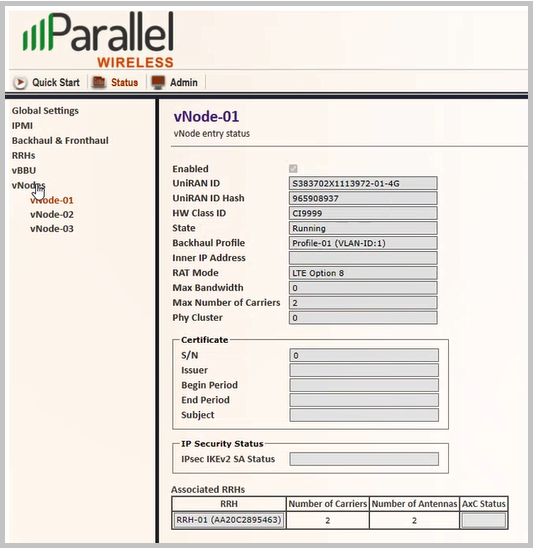 Parallel
WIRELESS
Quick Start Status Admin
Global Settings
IPMI
Backhaul & Fronthaul
RRHs
vBBU
vNodes
vNode-01
vNode-02
vNode-03
vNode-01
vNode entry status
Enabled
UniRAN ID S383702X1113972-01-4G
UniRAN ID Hash 965908937
HW Class ID CI9999
State Running
Backhaul Profile Profile-01 (VLAN-ID:1)
Inner IP Address
RAT Mode LTE Option 8
Max Bandwidth 0
Max Number of Carriers 2
Phy Cluster 0
Certificate
S/N 0
Issuer
Begin Period
End Period
Subject
IP Security Status
IPsec IKEv2 SA Status
Associated RRHs
RRH Number of Carriers Number of Antennas AxC Status
RRH-01 (AA20C2895463) 2 2